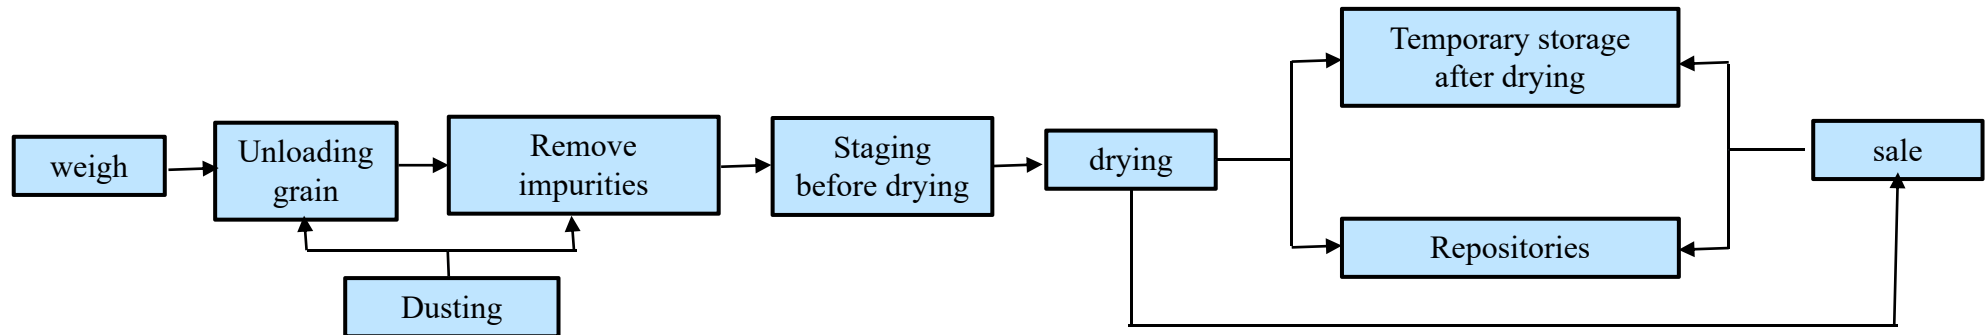 weigh
Unloading
grain
Remove
impurities
Dusting
Staging
before drying
drying
Temporary storage
after drying
Repositories
sale